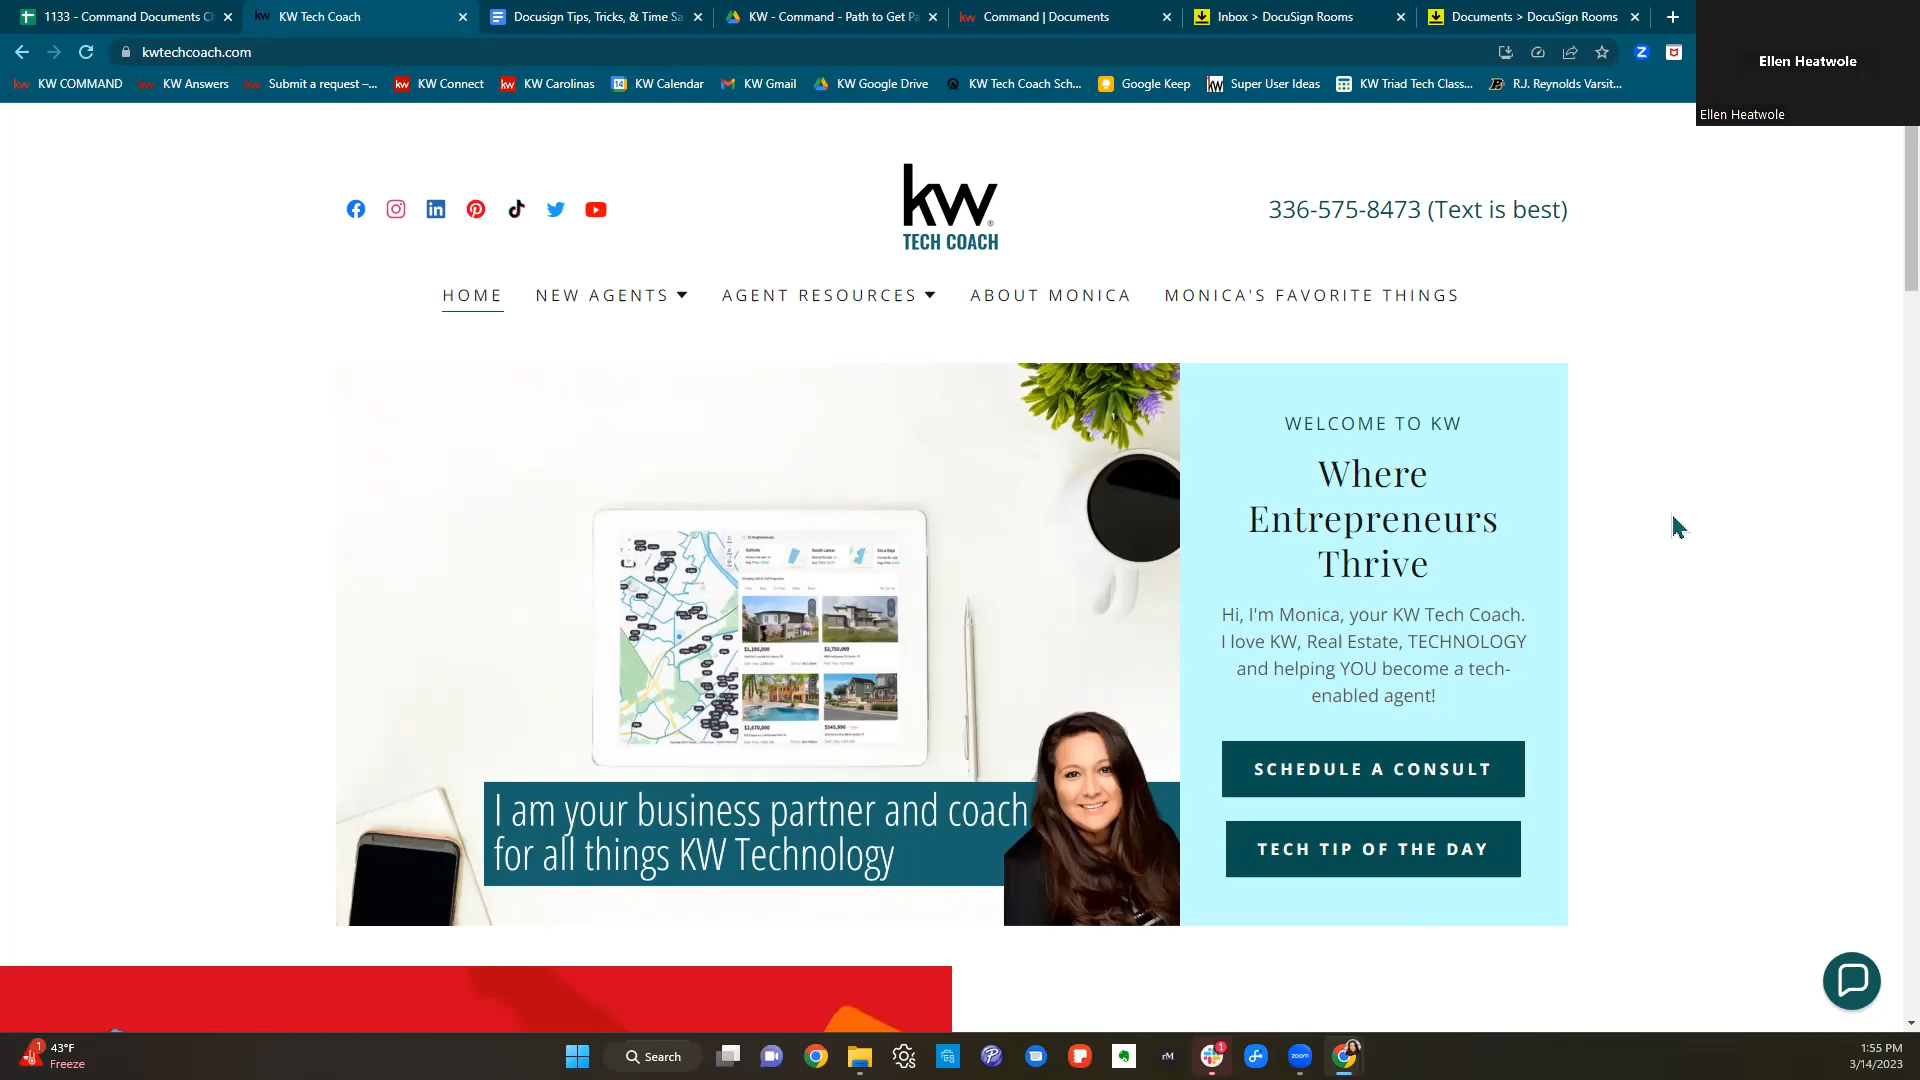 1133 - Command Documents Cl
KW Tech Coach
Docusign Tips, Tricks, & Time Sa
KW - Command - Path to Get Pa
Command | Documents
Inbox > DocuSign Rooms
Documents > DocuSign Rooms
kwtechcoach.com
KW COMMAND
KW Answers
Submit a request –...
KW Connect
KW Carolinas
KW Calendar
KW Gmail
KW Google Drive
KW Tech Coach Sch...
Google Keep
Super User Ideas
KW Triad Tech Class...
R.J. Reynolds Varsit...
Ellen Heatwole
Ellen Heatwole
kw
TECH COACH
336-575-8473 (Text is best)
HOME
NEW AGENTS
AGENT RESOURCES
ABOUT MONICA
MONICA'S FAVORITE THINGS
WELCOME TO KW
Where
Entrepreneurs
Thrive
Hi, I'm Monica, your KW Tech Coach.
I love KW, Real Estate, TECHNOLOGY
and helping YOU become a tech-
enabled agent!
SCHEDULE A CONSULT
TECH TIP OF THE DAY
$1,195,000
I am your business partner and coach
for all things KW Technology
43°F
Freeze
Search
zoom
1:55 PM
3/14/2023